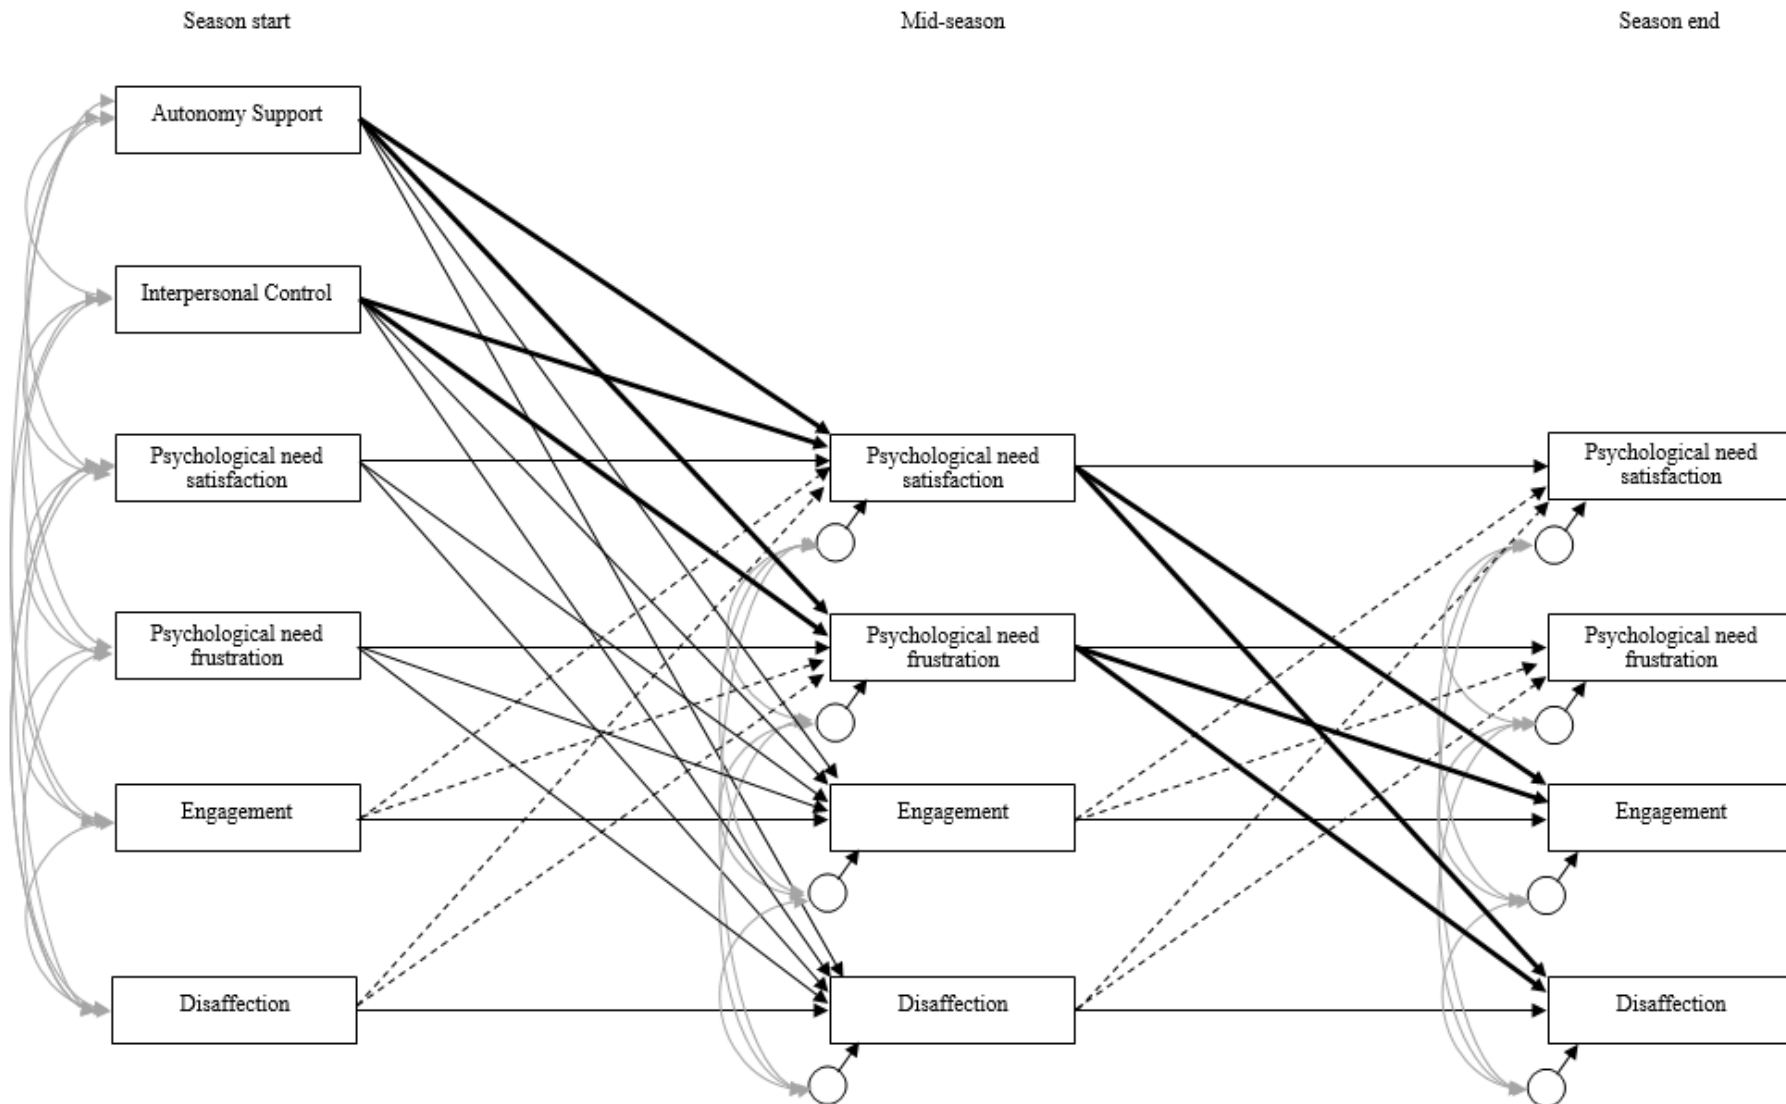 Season start
Mid-season
Season end
Autonomy Support
Interpersonal Control
Psychological need
satisfaction
Psychological need
satisfaction
Psychological need
satisfaction
Psychological need
frustration
Psychological need
frustration
Psychological need
frustration
Engagement
Engagement
Engagement
Disaffection
Disaffection
Disaffection